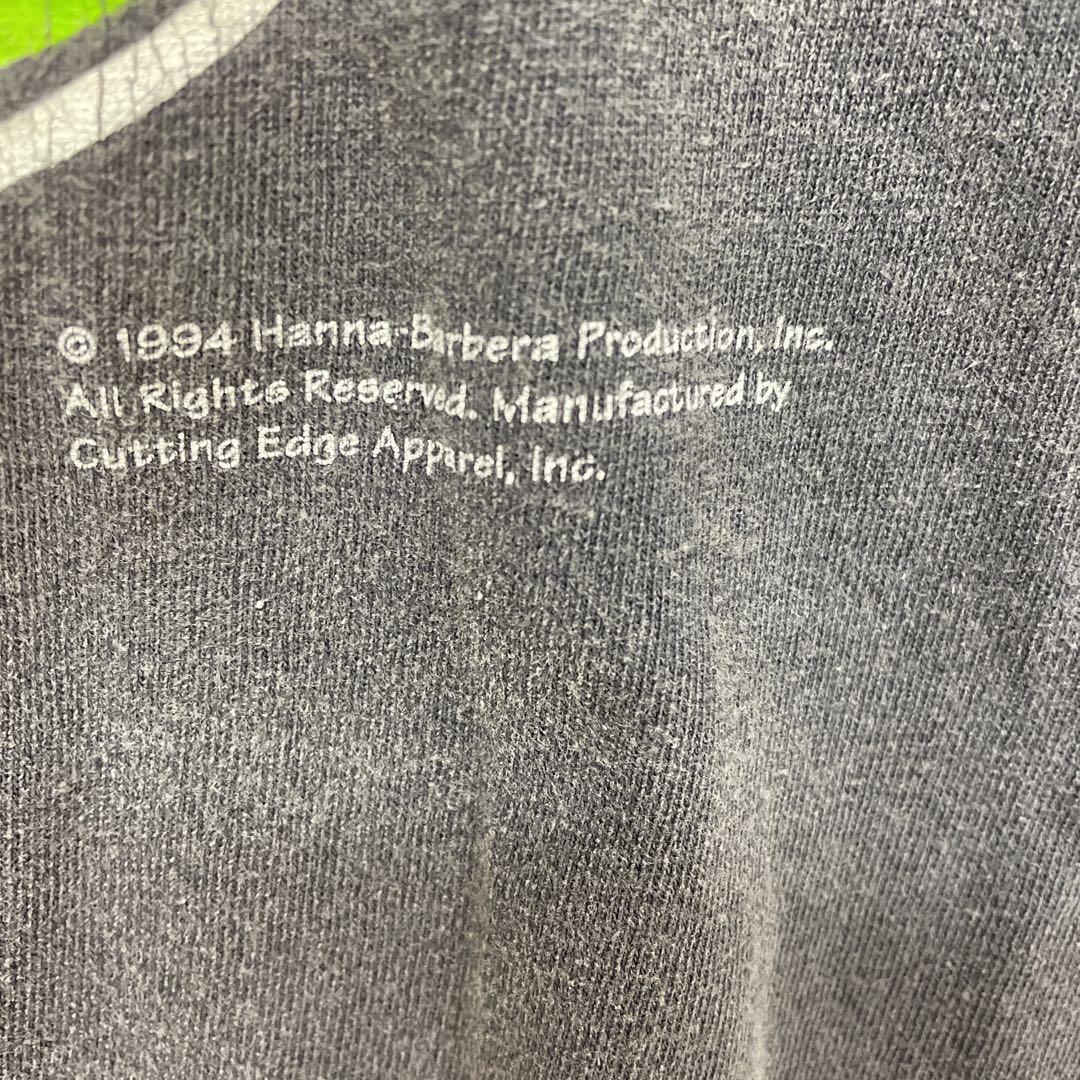 © 1994 Hanna-Barbera Production, Inc.
All Rights Reserved. Manufactured by
Cutting Edge Apparel, Inc.